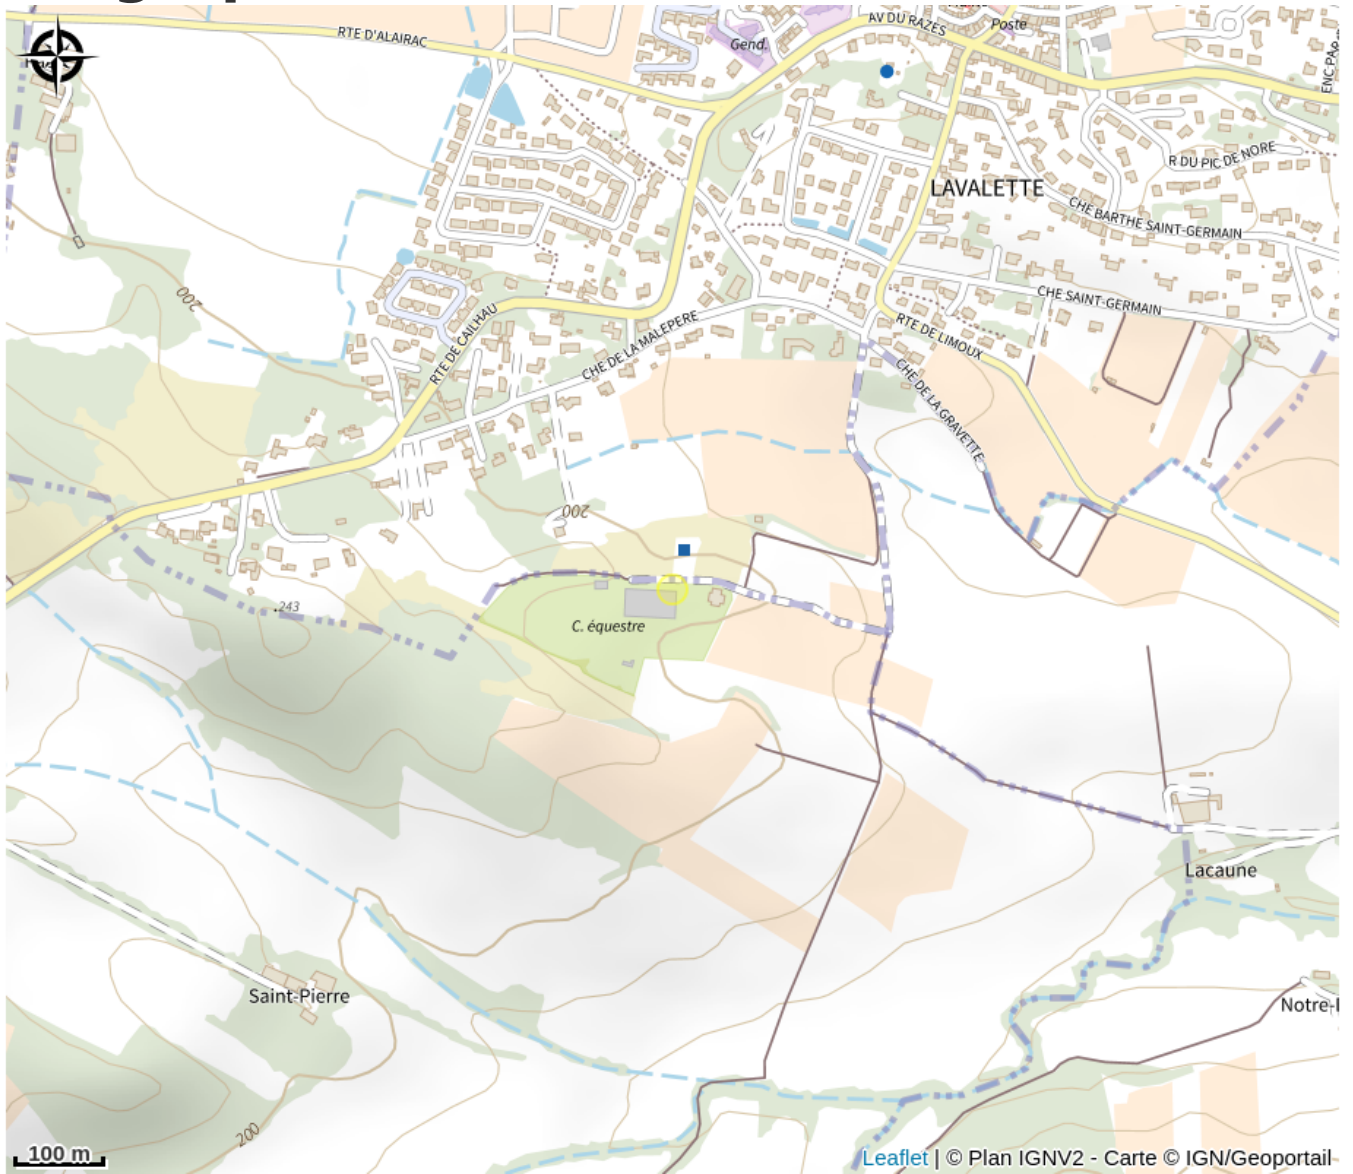 RTE D'ALAIRAC
AV DU RAZES
Poste
Gend.
ENC PA
R DU PIC DE NORE
LAVALETTE
CHE BARTHE SAINT-GERMAIN
200
CHE SAINT-GERMAIN
RTE DE CAILHAU
CHE DE LA MALEPERE
RTE DE LIMOUX
CHE DE LA GRAVETTE
200
243
C. équestre
Lacaune
Saint-Pierre
Notre-
200
100 m
Leaflet | © Plan IGNV2 - Carte © IGN/Geoportail